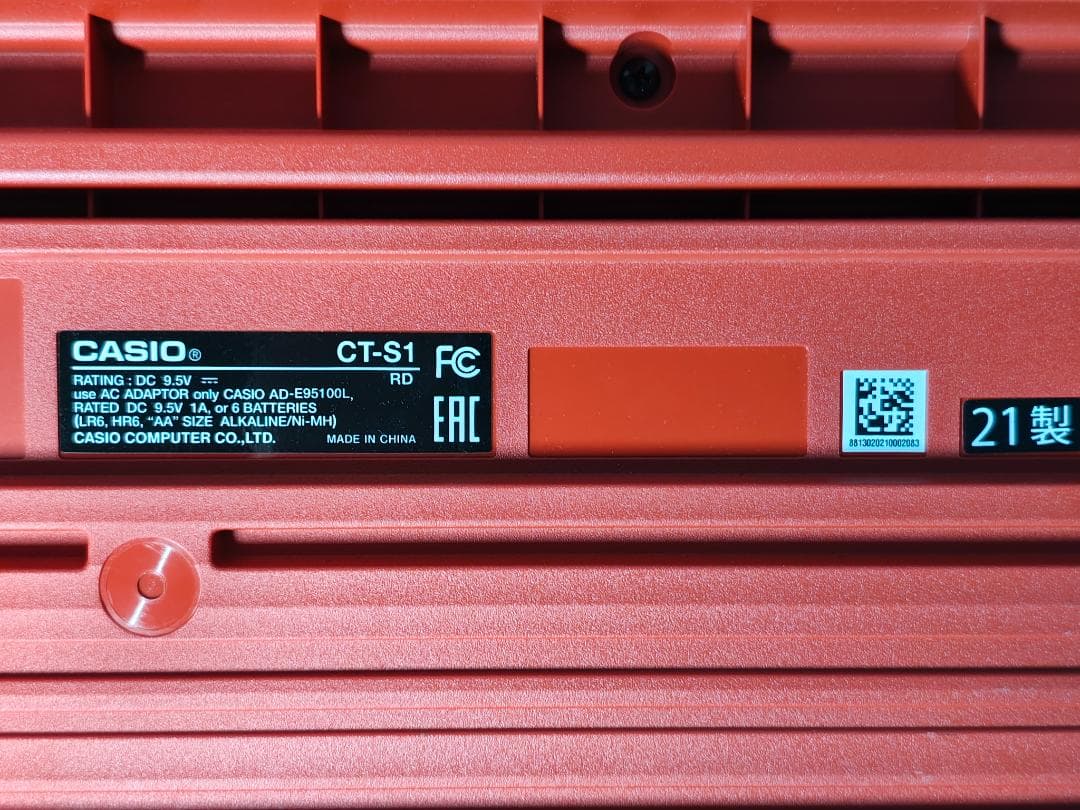 CASIO® CT-S1
RD
RATING : DC 9.5V ⎓
use AC ADAPTOR only CASIO AD-E95100L,
RATED DC 9.5V 1A, or 6 BATTERIES
(LR6, HR6, “AA” SIZE ALKALINE/Ni-MH)
CASIO COMPUTER CO.,LTD. MADE IN CHINA
FC
EAC
8813020210002083
21製